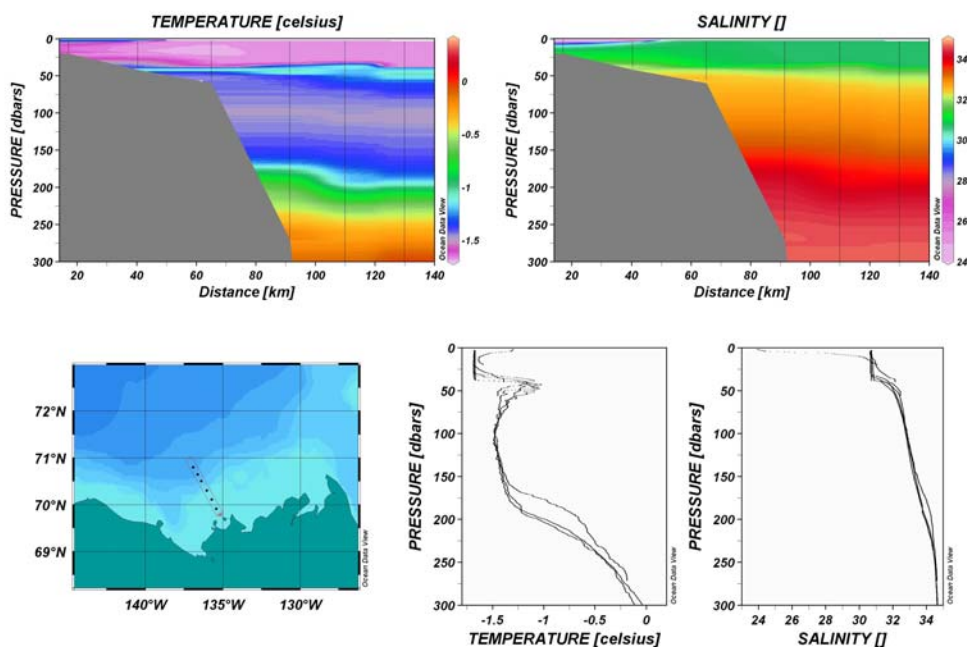 TEMPERATURE [celsius]
PRESSURE [dbars]
0
50
100
150
200
250
300
20
40
60
80
100
120
140
Distance [km]
Ocean Data View
0
-0.5
-1
-1.5
SALINITY []
PRESSURE [dbars]
0
50
100
150
200
250
300
20
40
60
80
100
120
140
Distance [km]
Ocean Data View
34
32
30
28
26
24
72°N
71°N
70°N
69°N
140°W
135°W
130°W
Ocean Data View
PRESSURE [dbars]
0
50
100
150
200
250
300
-1.5
-1
-0.5
0
TEMPERATURE [celsius]
Ocean Data View
PRESSURE [dbars]
0
50
100
150
200
250
300
24
26
28
31
34
SALINITY []
Ocean Data View